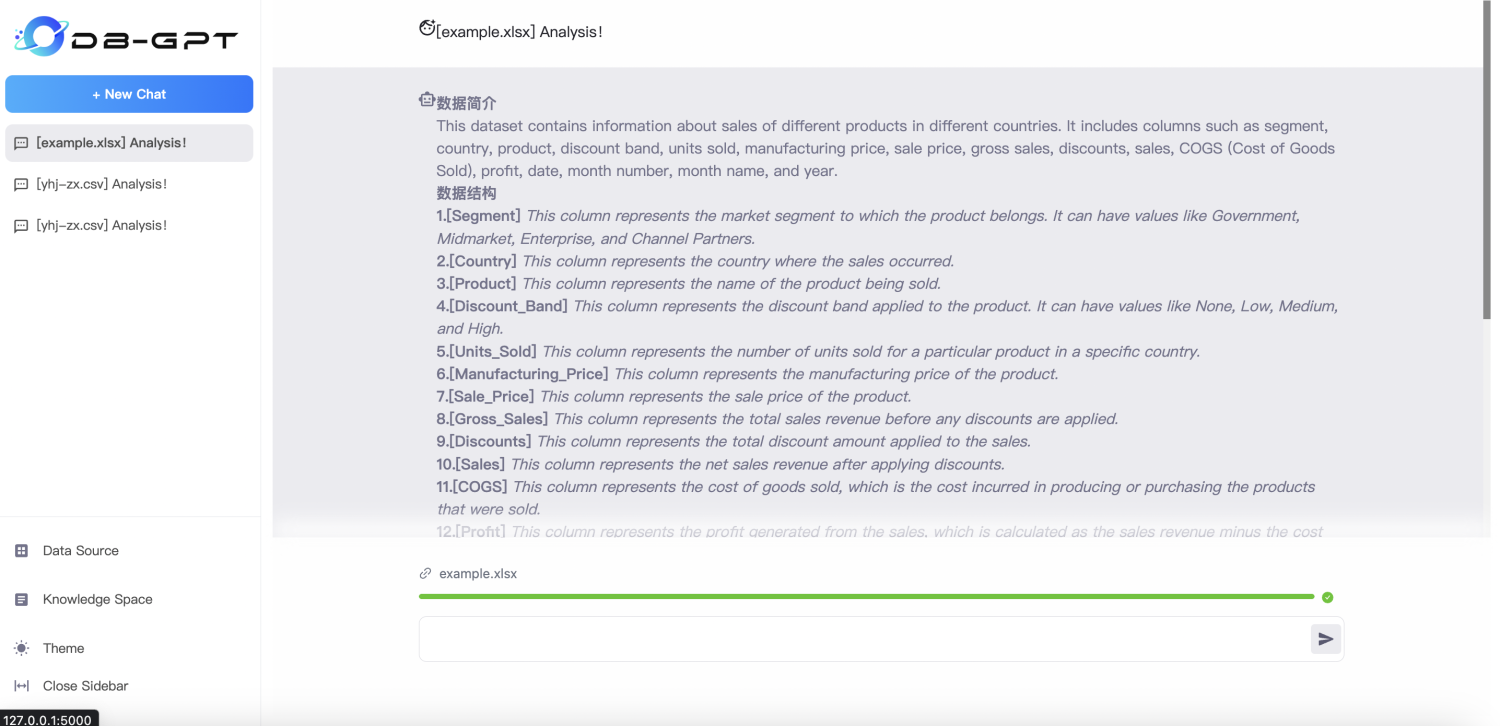 DB-GPT
+ New Chat
[example.xlsx] Analysis!
[yhj-zx.csv] Analysis!
[yhj-zx.csv] Analysis!
Data Source
Knowledge Space
Theme
Close Sidebar
127.0.0.1:5000
[example.xlsx] Analysis!
数据简介
This dataset contains information about sales of different products in different countries. It includes columns such as segment,
country, product, discount band, units sold, manufacturing price, sale price, gross sales, discounts, sales, COGS (Cost of Goods
Sold), profit, date, month number, month name, and year.
数据结构
1.[Segment] This column represents the market segment to which the product belongs. It can have values like Government,
Midmarket, Enterprise, and Channel Partners.
2.[Country] This column represents the country where the sales occurred.
3.[Product] This column represents the name of the product being sold.
4.[Discount_Band] This column represents the discount band applied to the product. It can have values like None, Low, Medium,
and High.
5.[Units_Sold] This column represents the number of units sold for a particular product in a specific country.
6.[Manufacturing_Price] This column represents the manufacturing price of the product.
7.[Sale_Price] This column represents the sale price of the product.
8.[Gross_Sales] This column represents the total sales revenue before any discounts are applied.
9.[Discounts] This column represents the total discount amount applied to the sales.
10.[Sales] This column represents the net sales revenue after applying discounts.
11.[COGS] This column represents the cost of goods sold, which is the cost incurred in producing or purchasing the products
that were sold.
12.[Profit] This column represents the profit generated from the sales, which is calculated as the sales revenue minus the cost
example.xlsx